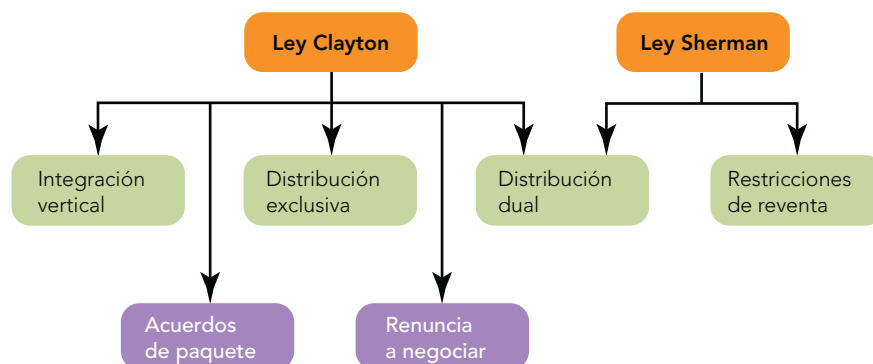 Ley Clayton
Ley Sherman
Integración
vertical
Distribución
exclusiva
Distribución
dual
Restricciones
de reventa
Acuerdos
de paquete
Renuncia
a negociar